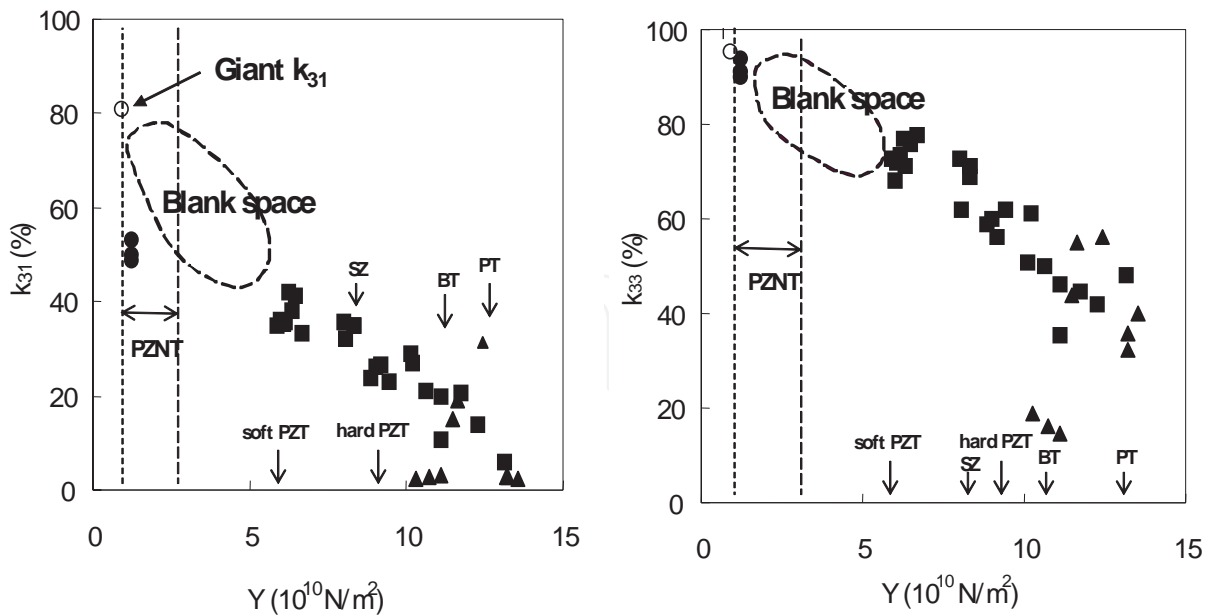 100
80
60
40
20
0
k31 (%)
Giant k31
Blank space
PZNT
SZ
BT
PT
soft PZT
hard PZT
0
5
10
15
Y (10^10 N/m^2)
100
80
60
40
20
0
k33 (%)
Blank space
PZNT
soft PZT
hard PZT
SZ
BT
PT
0
5
10
15
Y (10^10 N/m^2)